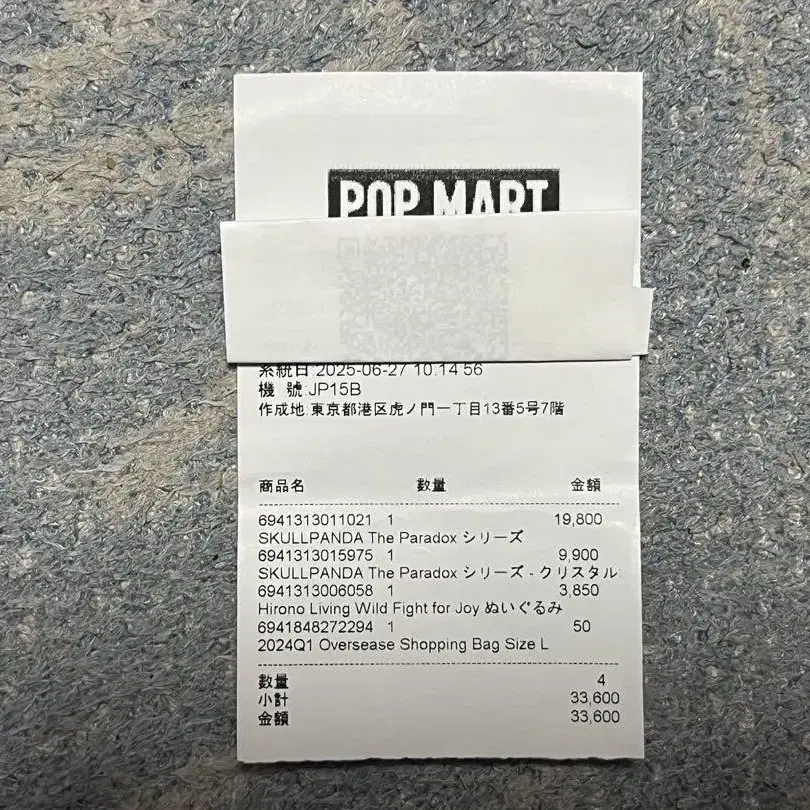 POP MART
系統日:2025-06-27 10:14:56
機 號:JP15B
作成地:東京都港区虎ノ門一丁目13番5号7階
商品名 數量 金額
6941313011021 1 19,800
SKULLPANDA The Paradox シリーズ
6941313015975 1 9,900
SKULLPANDA The Paradox シリーズ - クリスタル
6941313006058 1 3,850
Hirono Living Wild Fight for Joy ぬいぐるみ
6941848272294 1 50
2024Q1 Oversease Shopping Bag Size L
數量 4
小計 33,600
金額 33,600